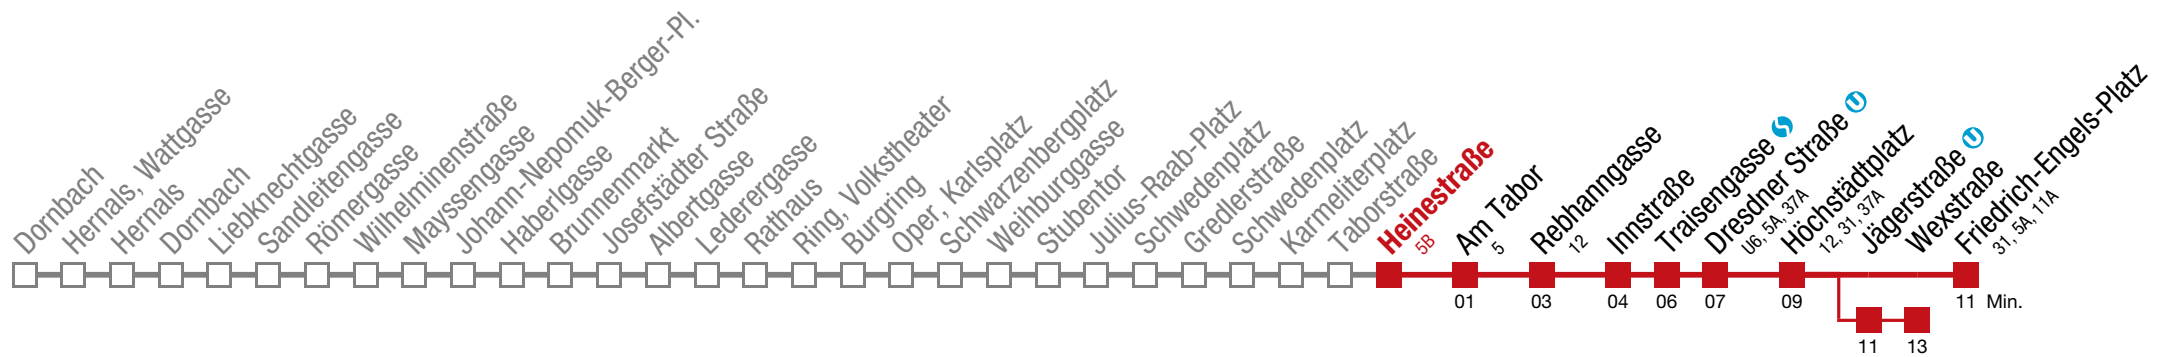 Dornbach
Hernals, Wattgasse
Hernals
Dornbach
Liebknechtgasse
Sandleitengasse
Römergasse
Wilhelminenstraße
Mayssengasse
Johann-Nepomuk-Berger-Pl.
Haberlgasse
Brunnenmarkt
Josefstädter Straße
Albertgasse
Lederergasse
Rathaus
Ring, Volkstheater
Burgring
Oper, Karlsplatz
Schwarzenbergplatz
Weihburggasse
Stubentor
Julius-Raab-Platz
Schwedenplatz
Gredlerstraße
Schwedenplatz
Karmeliterplatz
Taborstraße
Heinestraße
5B
Am Tabor
5
Rebhanngasse
12
Innstraße
Traisengasse S
Dresdner Straße U
U6, 5A, 37A
Höchstädtplatz
12, 31, 37A
Jägerstraße U
Wexstraße
Friedrich-Engels-Platz
31, 5A, 11A
01 03 04 06 07 09 11 Min.
11 13